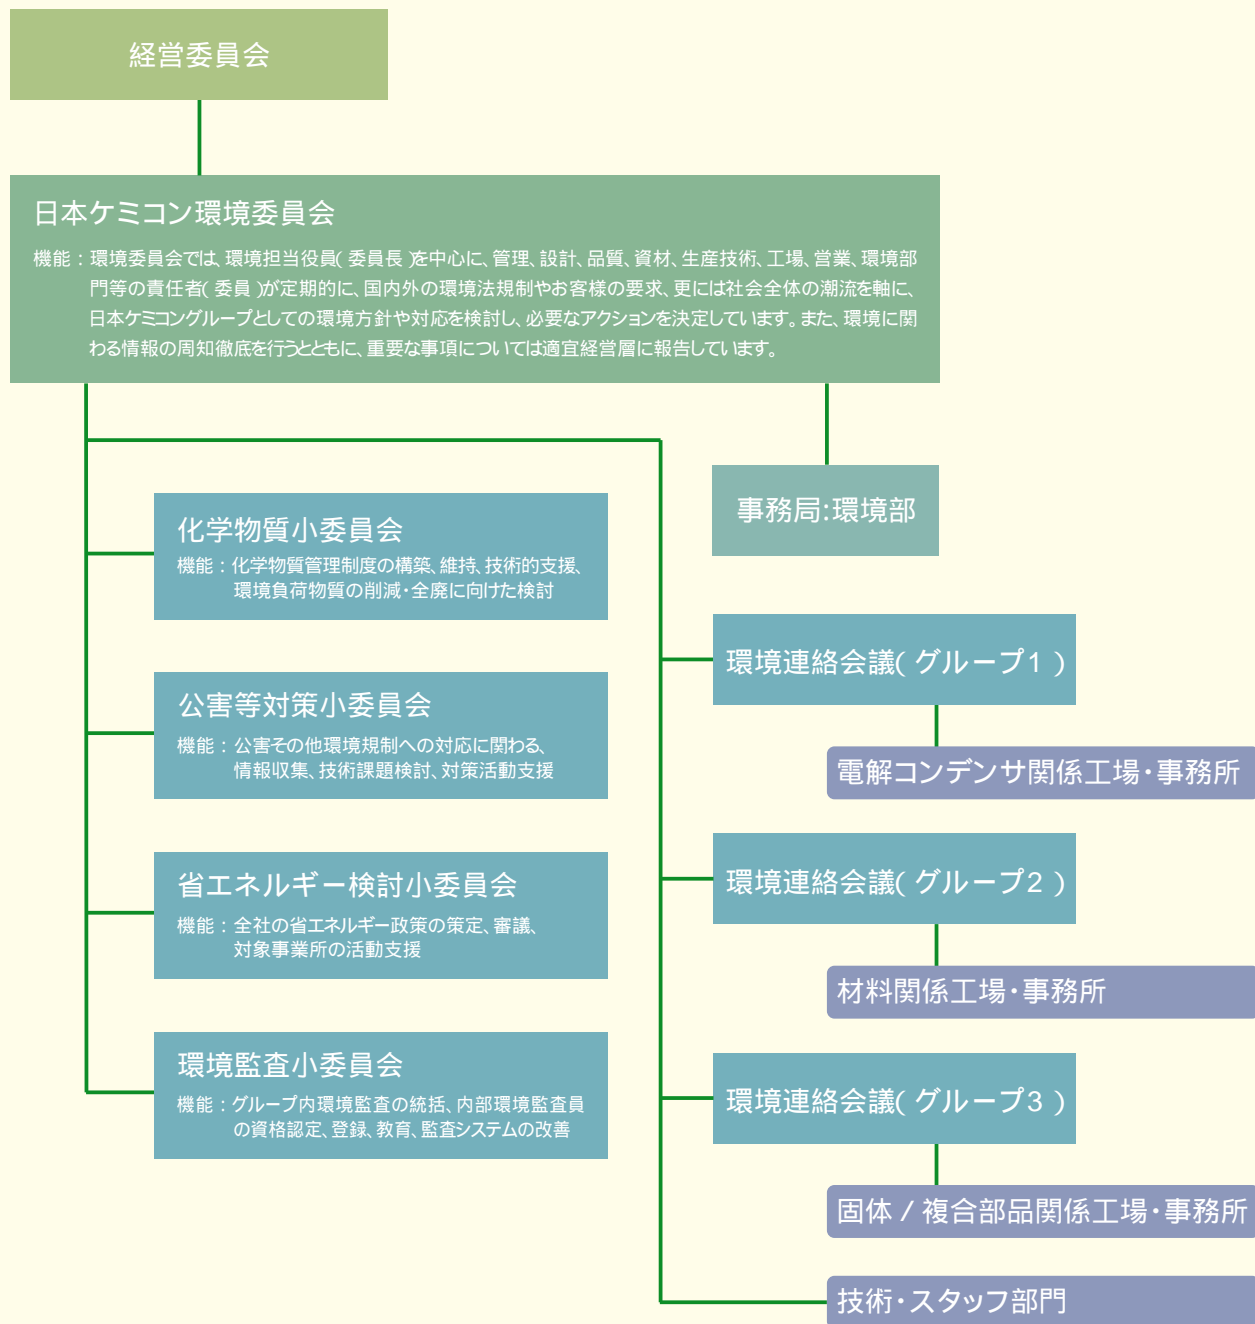 経営委員会
日本ケミコン環境委員会
機能：環境委員会では、環境担当役員（委員長）を中心に、管理、設計、品質、資材、生産技術、工場、営業、環境部
門等の責任者（委員）が定期的に、国内外の環境法規制やお客様の要求、更には社会全体の潮流を軸に、
日本ケミコングループとしての環境方針や対応を検討し、必要なアクションを決定しています。また、環境に関
わる情報の周知徹底を行うとともに、重要な事項については適宜経営層に報告しています。
事務局:環境部
化学物質小委員会
機能：化学物質管理制度の構築、維持、技術的支援、
環境負荷物質の削減・全廃に向けた検討
公害等対策小委員会
機能：公害その他環境規制への対応に関わる、
情報収集、技術課題検討、対策活動支援
省エネルギー検討小委員会
機能：全社の省エネルギー政策の策定、審議、
対象事業所の活動支援
環境監査小委員会
機能：グループ内環境監査の統括、内部環境監査員
の資格認定、登録、教育、監査システムの改善
環境連絡会議（グループ1）
電解コンデンサ関係工場・事務所
環境連絡会議（グループ2）
材料関係工場・事務所
環境連絡会議（グループ3）
固体/複合部品関係工場・事務所
技術・スタッフ部門